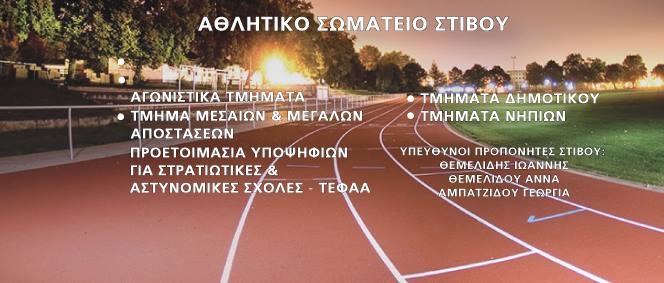 ΑΘΛΗΤΙΚΟ ΣΩΜΑΤΕΙΟ ΣΤΙΒΟΥ
•
•
ΑΓΩΝΙΣΤΙΚΑ ΤΜΗΜΑΤΑ
• ΤΜΗΜΑ ΜΕΣΑΙΩΝ & ΜΕΓΑΛΩΝ
ΑΠΟΣΤΑΣΕΩΝ
ΠΡΟΕΤΟΙΜΑΣΙΑ ΥΠΟΨΗΦΙΩΝ
ΓΙΑ ΣΤΡΑΤΙΩΤΙΚΕΣ &
ΑΣΤΥΝΟΜΙΚΕΣ ΣΧΟΛΕΣ - ΤΕΦΑΑ
• ΤΜΗΜΑΤΑ ΔΗΜΟΤΙΚΟΥ
• ΤΜΗΜΑΤΑ ΝΗΠΙΩΝ
ΥΠΕΥΘΥΝΟΙ ΠΡΟΠΟΝΗΤΕΣ ΣΤΙΒΟΥ:
ΘΕΜΕΛΙΔΗΣ ΙΩΑΝΝΗΣ
ΘΕΜΕΛΙΔΟΥ ΑΝΝΑ
ΑΜΠΑΤΖΙΔΟΥ ΓΕΩΡΓΙΑ